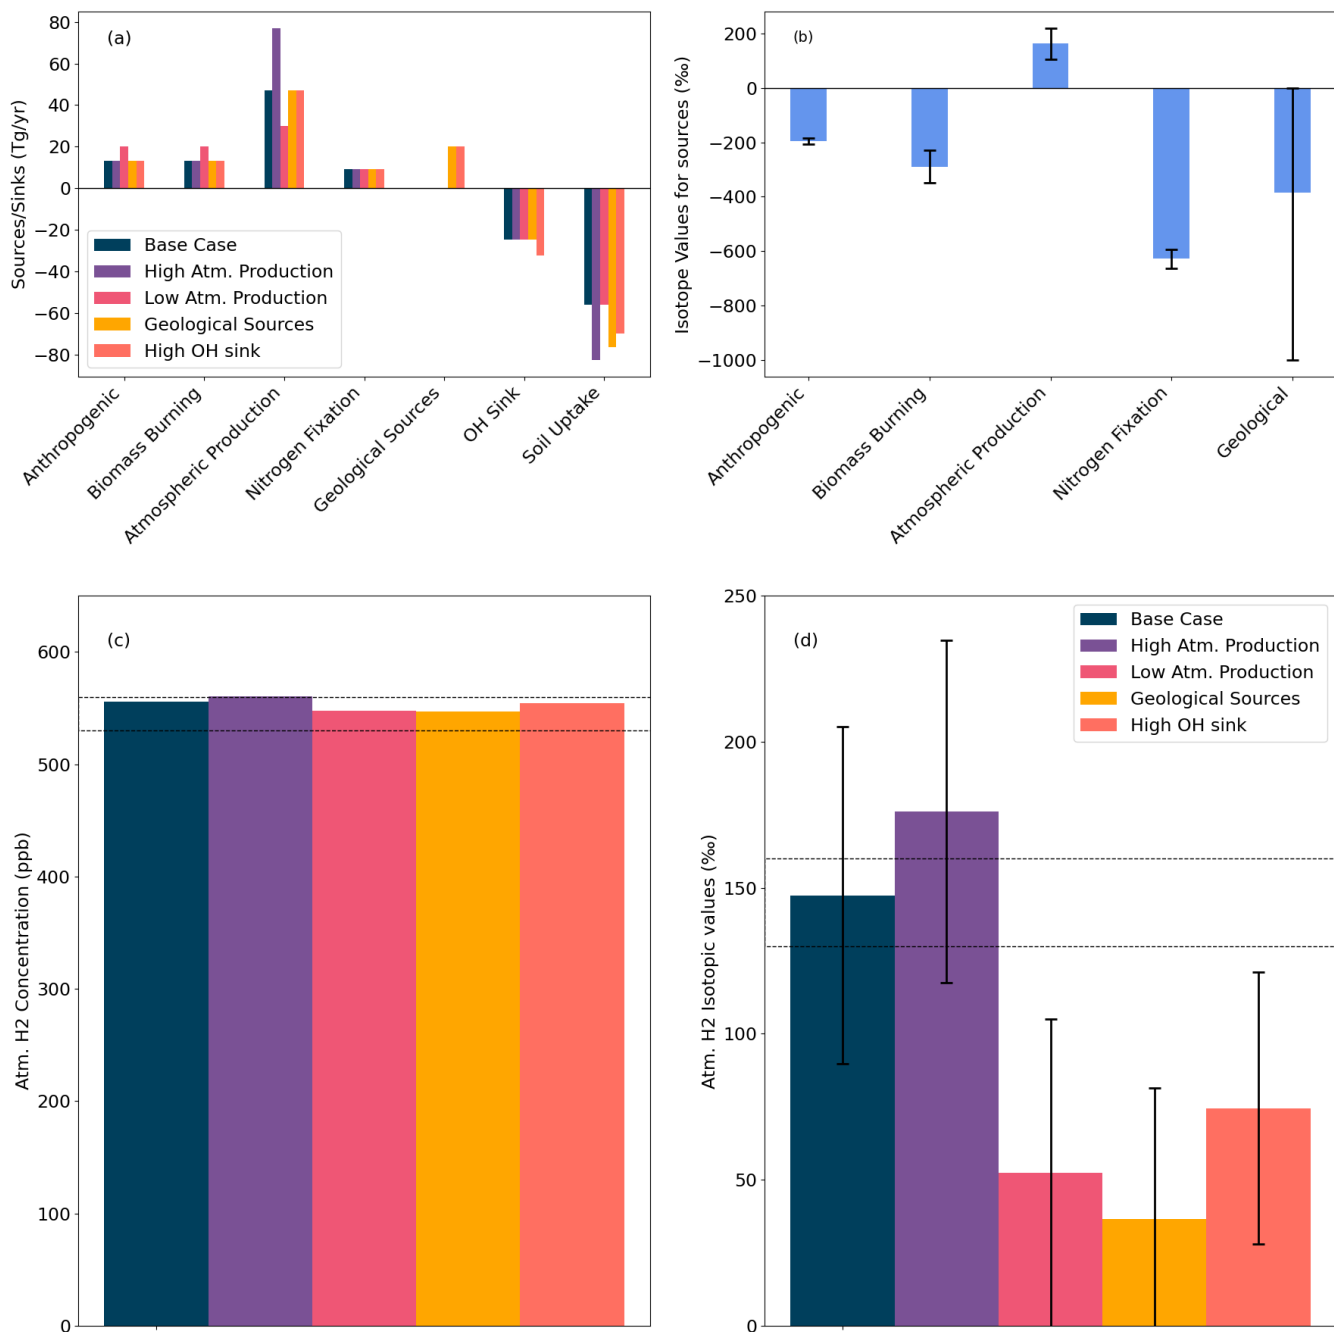 (a)
Sources/Sinks (Tg/yr)
80
60
40
20
0
−20
−40
−60
−80
Base Case
High Atm. Production
Low Atm. Production
Geological Sources
High OH sink
Anthropogenic
Biomass Burning
Atmospheric Production
Nitrogen Fixation
Geological Sources
OH Sink
Soil Uptake
(b)
Isotope Values for sources (‰)
200
0
−200
−400
−600
−800
−1000
Anthropogenic
Biomass Burning
Atmospheric Production
Nitrogen Fixation
Geological
(c)
Atm. H2 Concentration (ppb)
600
500
400
300
200
100
0
(d)
Atm. H2 Isotopic values (‰)
250
200
150
100
50
0
Base Case
High Atm. Production
Low Atm. Production
Geological Sources
High OH sink